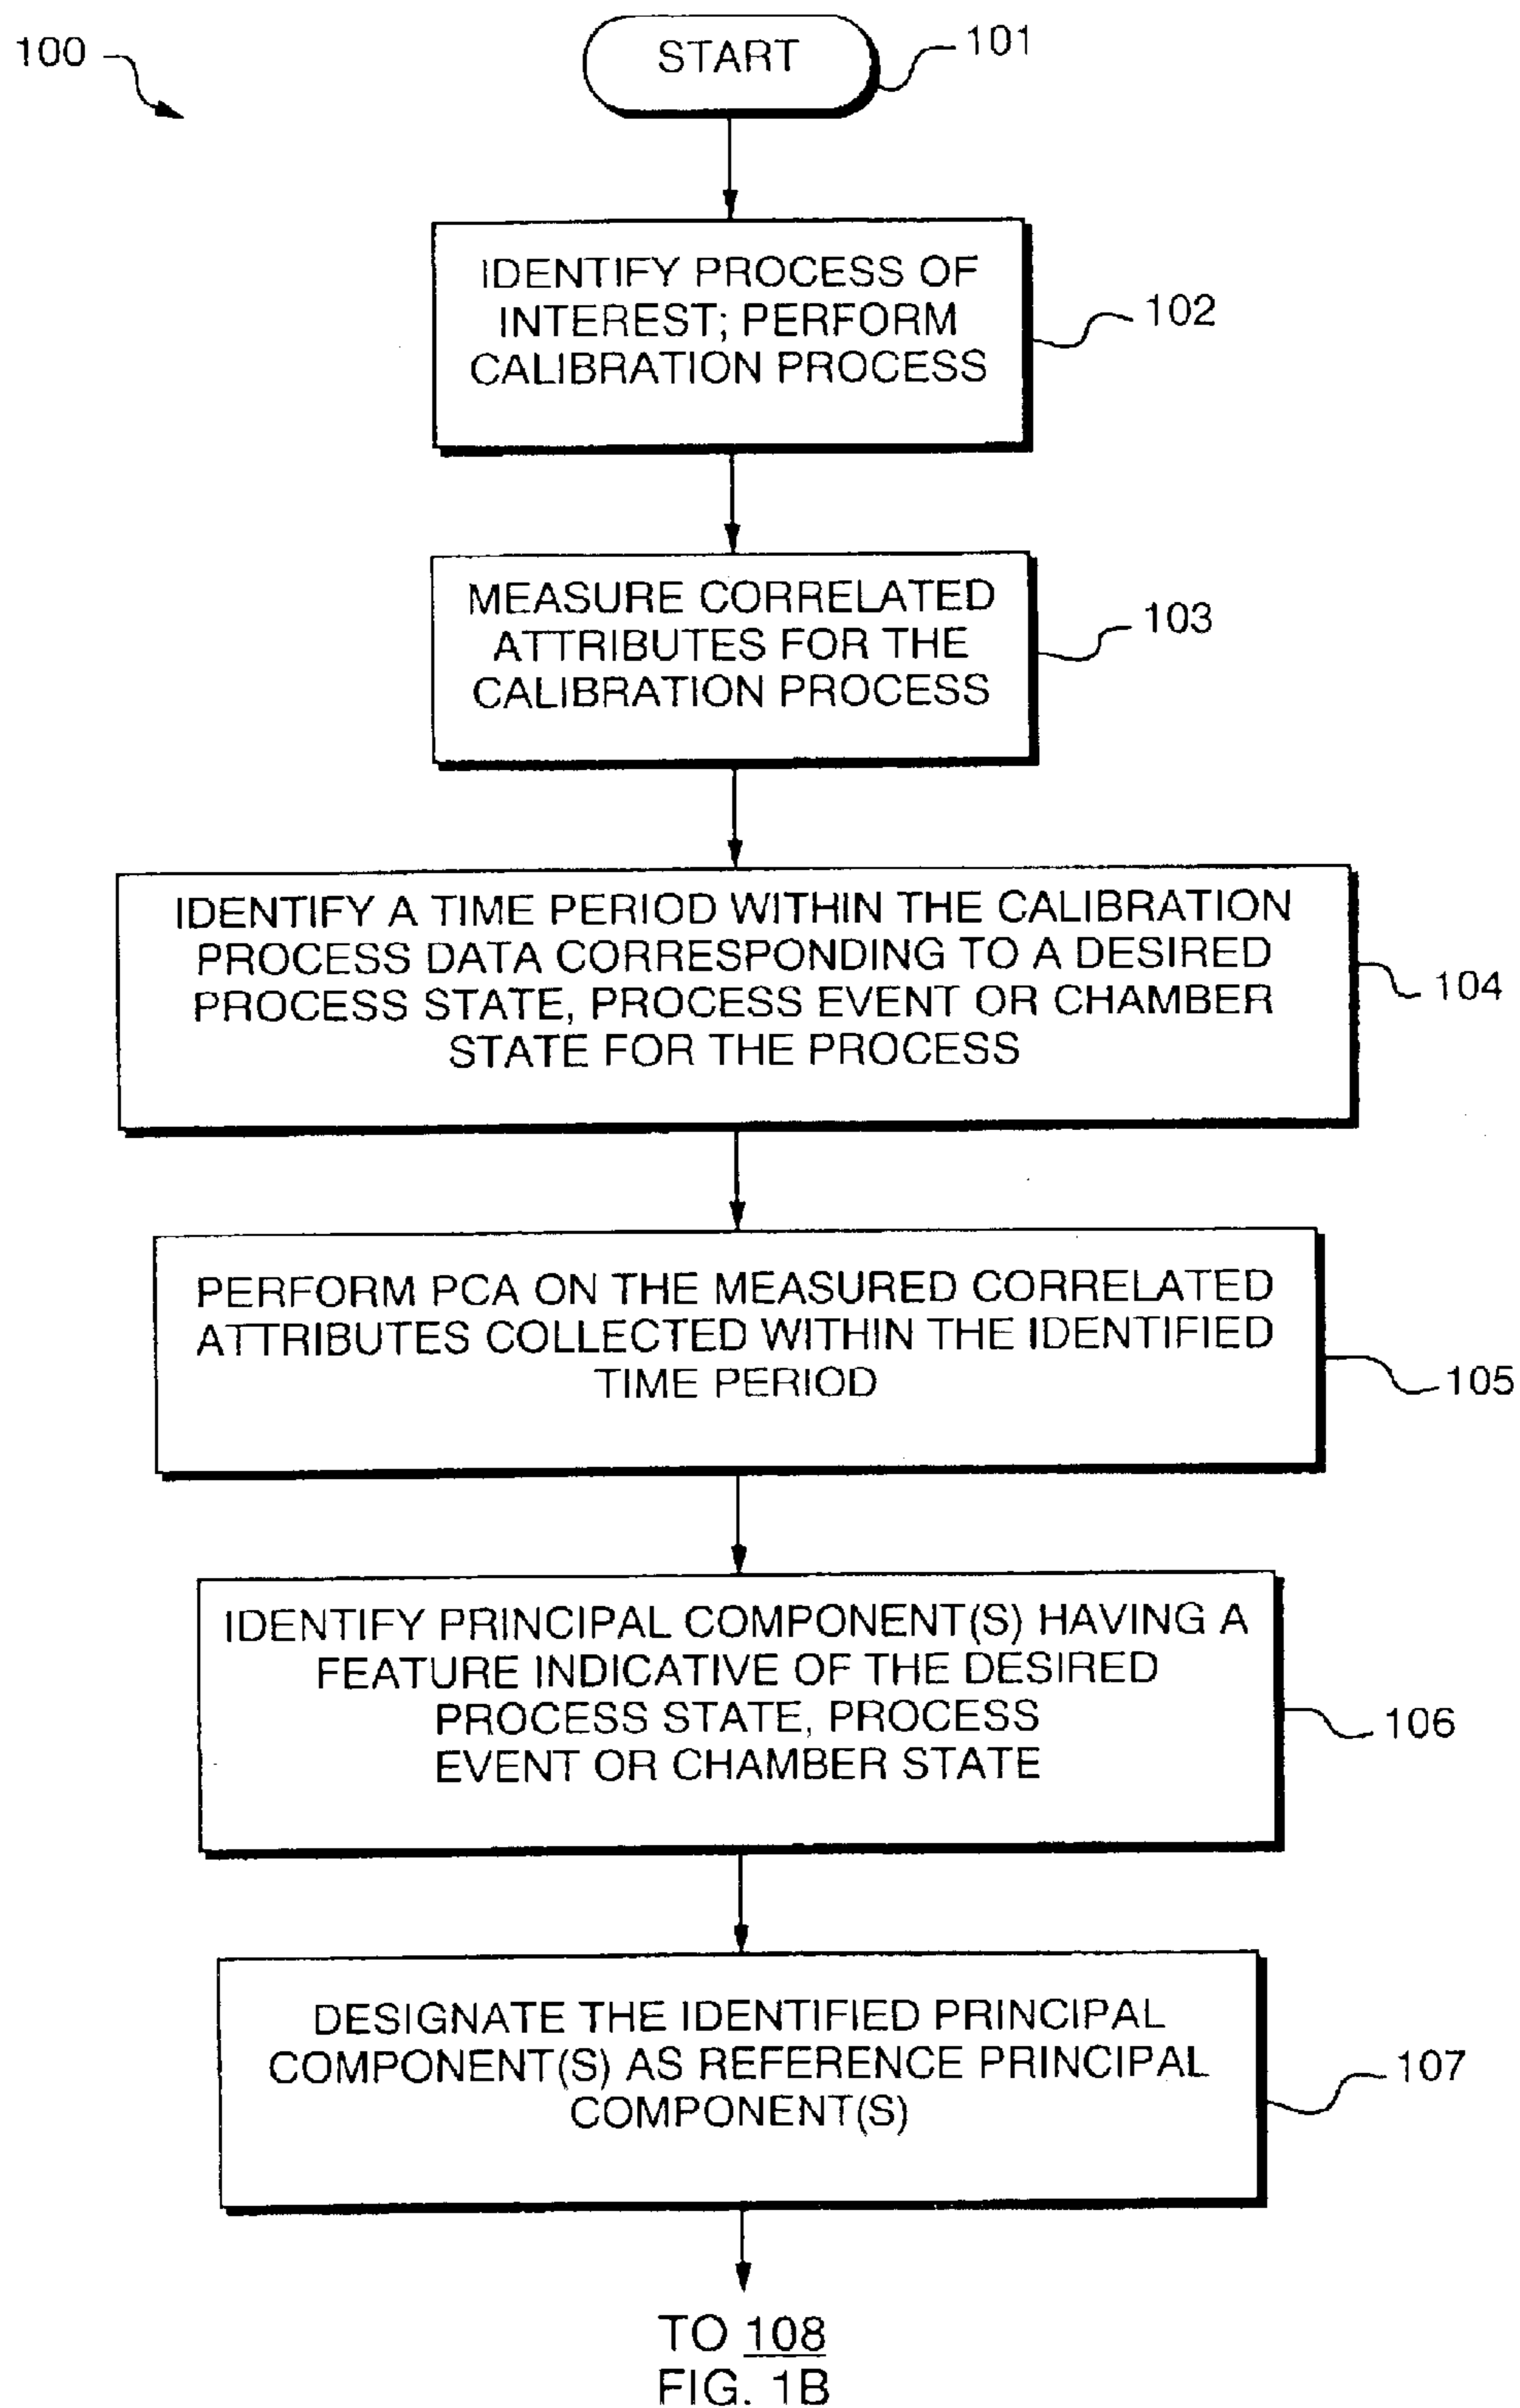 100
START
101
IDENTIFY PROCESS OF
INTEREST; PERFORM
CALIBRATION PROCESS
102
MEASURE CORRELATED
ATTRIBUTES FOR THE
CALIBRATION PROCESS
103
IDENTIFY A TIME PERIOD WITHIN THE CALIBRATION
PROCESS DATA CORRESPONDING TO A DESIRED
PROCESS STATE, PROCESS EVENT OR CHAMBER
STATE FOR THE PROCESS
104
PERFORM PCA ON THE MEASURED CORRELATED
ATTRIBUTES COLLECTED WITHIN THE IDENTIFIED
TIME PERIOD
105
IDENTIFY PRINCIPAL COMPONENT(S) HAVING A
FEATURE INDICATIVE OF THE DESIRED
PROCESS STATE, PROCESS
EVENT OR CHAMBER STATE
106
DESIGNATE THE IDENTIFIED PRINCIPAL
COMPONENT(S) AS REFERENCE PRINCIPAL
COMPONENT(S)
107
TO 108
FIG. 1B